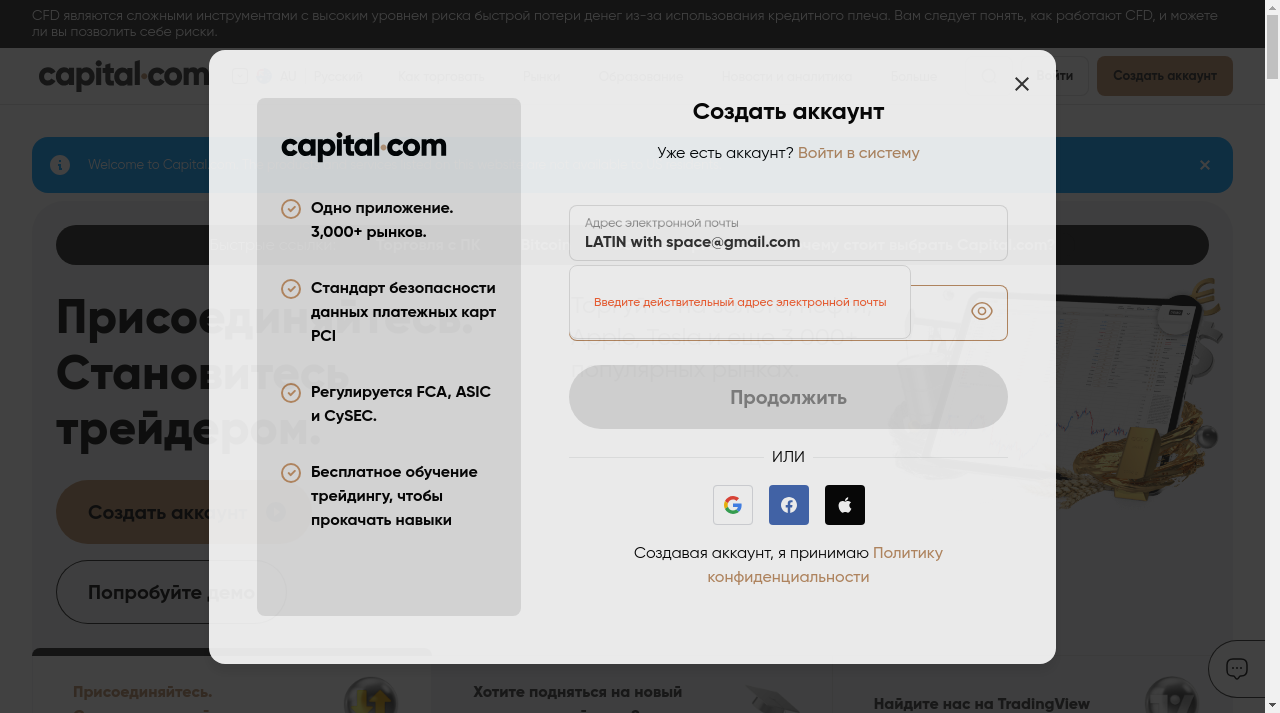 CFD являются сложными инструментами с высоким уровнем риска быстрой потери денег из-за использования кредитного плеча. Вам следует понять, как работают CFD, и можете
ли вы позволить себе риски.
capital.com
Создать аккаунт
Welcome to Capital
Присоединяйтесь.
Становитесь
трейдером.
Создать аккаунт
Попробуйте демо
capital.com
Одно приложение.
3,000+ рынков.
Стандарт безопасности
данных платежных карт
PCI
Регулируется FCA, ASIC
и CySEC.
Бесплатное обучение
трейдингу, чтобы
прокачать навыки
Создать аккаунт
Уже есть аккаунт? Войти в систему
Адрес электронной почты
LATIN with space@gmail.com
Введите действительный адрес электронной почты
Продолжить
ИЛИ
Создавая аккаунт, я принимаю Политику
конфиденциальности
Присоединяйтесь.
Хотите подняться на новый
Найдите нас на TradingView